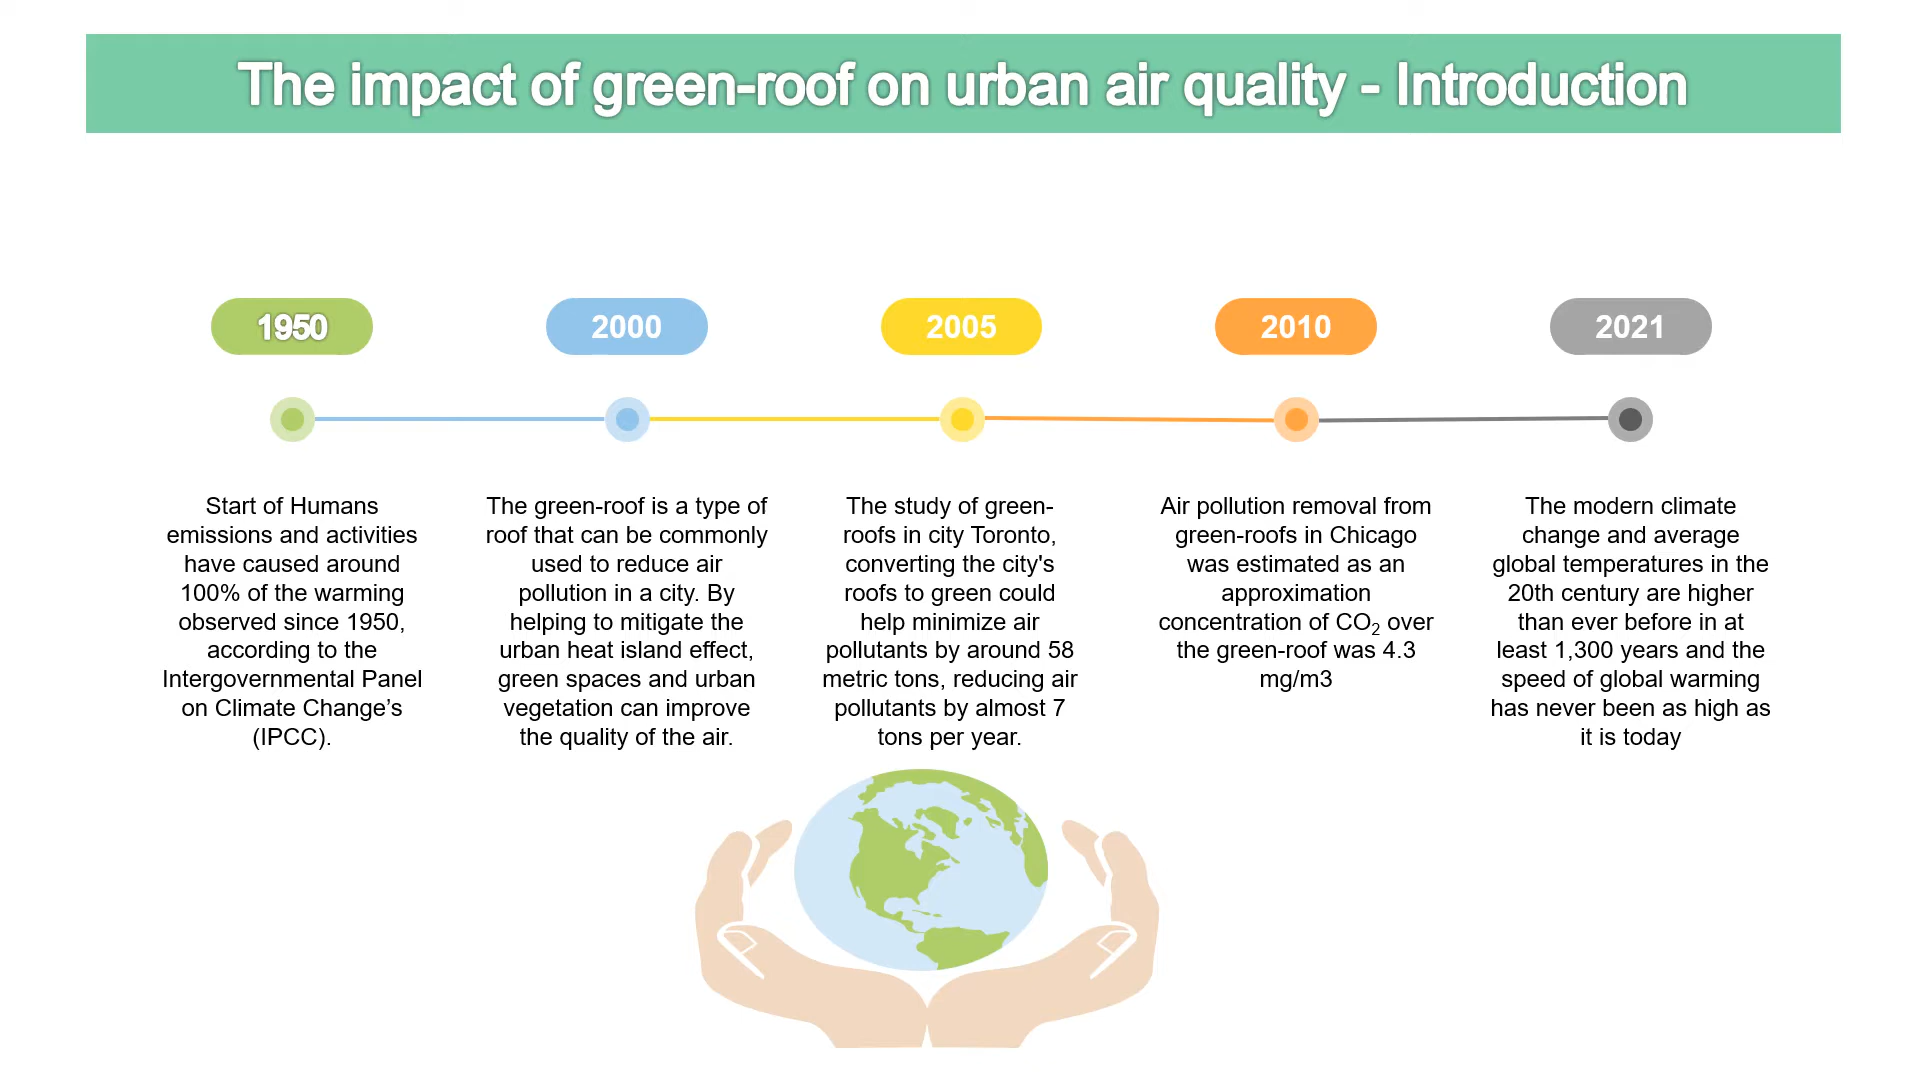 The impact of green-roof on urban air quality - Introduction
1950
Start of Humans
emissions and activities
have caused around
100% of the warming
observed since 1950,
according to the
Intergovernmental Panel
on Climate Change’s
(IPCC).
2000
The green-roof is a type of
roof that can be commonly
used to reduce air
pollution in a city. By
helping to mitigate the
urban heat island effect,
green spaces and urban
vegetation can improve
the quality of the air.
2005
The study of green-
roofs in city Toronto,
converting the city's
roofs to green could
help minimize air
pollutants by around 58
metric tons, reducing air
pollutants by almost 7
tons per year.
2010
Air pollution removal from
green-roofs in Chicago
was estimated as an
approximation
concentration of CO₂ over
the green-roof was 4.3
mg/m3
2021
The modern climate
change and average
global temperatures in the
20th century are higher
than ever before in at
least 1,300 years and the
speed of global warming
has never been as high as
it is today